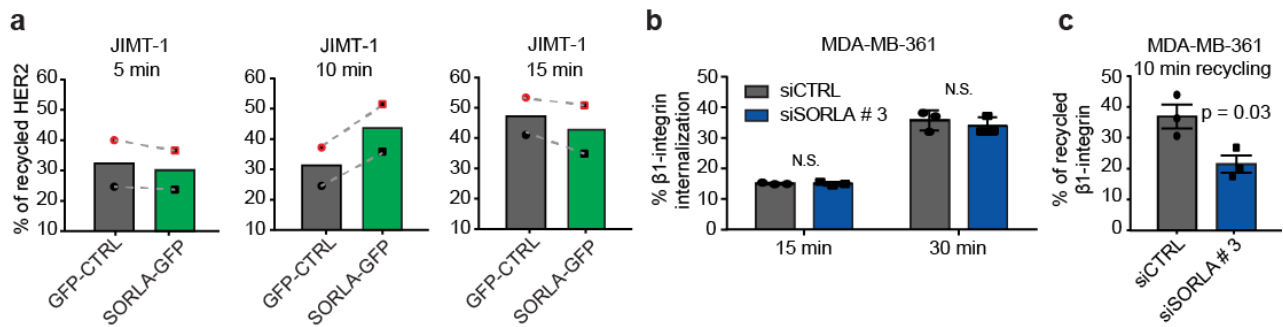 a
JIMT-1
5 min
% of recycled HER2
60
50
40
30
20
10
GFP-CTRL
SORLA-GFP
JIMT-1
10 min
60
50
40
30
20
10
GFP-CTRL
SORLA-GFP
JIMT-1
15 min
60
50
40
30
20
10
GFP-CTRL
SORLA-GFP
b
MDA-MB-361
% β1-integrin
internalization
50
40
30
20
10
0
siCTRL
siSORLA # 3
N.S.
N.S.
15 min
30 min
c
MDA-MB-361
10 min recycling
% of recycled
β1-integrin
50
40
30
20
10
0
p = 0.03
siCTRL
siSORLA # 3